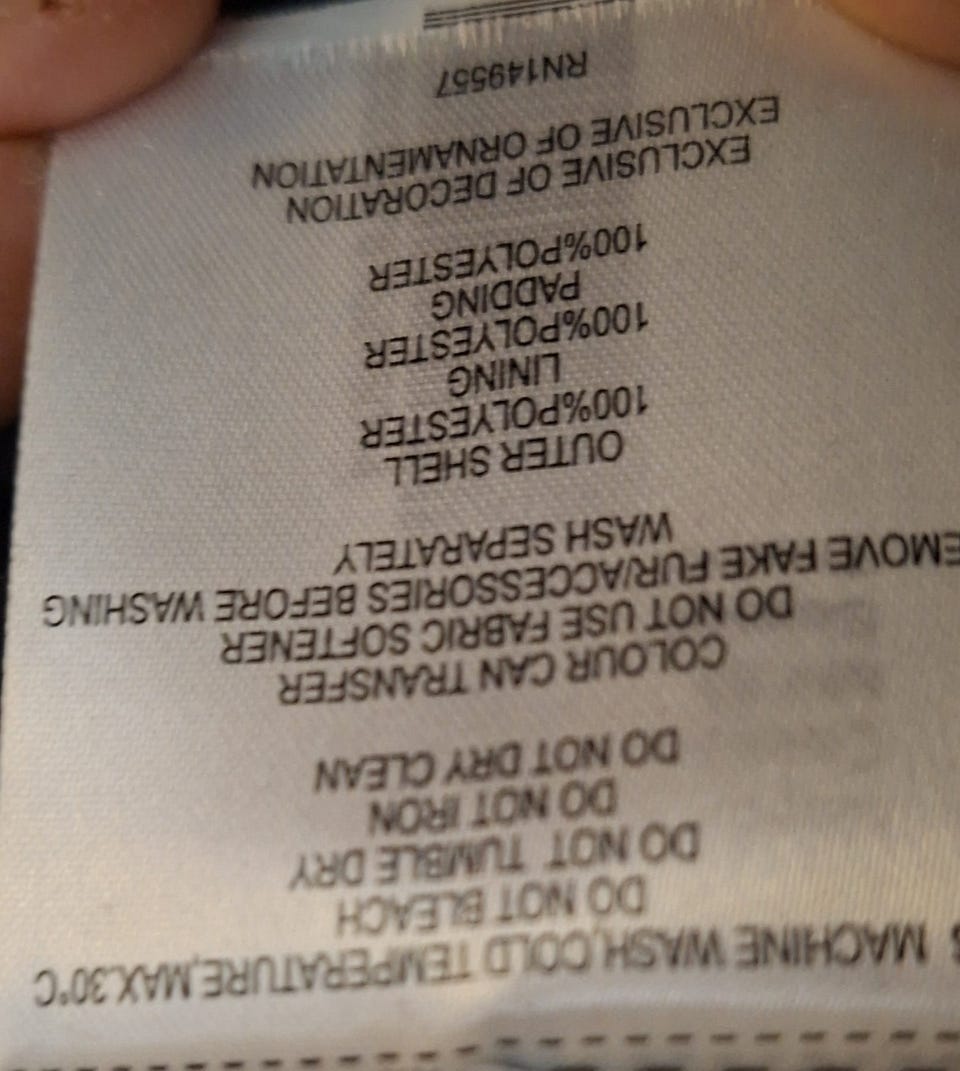 MACHINE WASH,COLD TEMPERATURE,MAX.30°C
DO NOT BLEACH
DO NOT TUMBLE DRY
DO NOT IRON
DO NOT DRY CLEAN
COLOUR CAN TRANSFER
DO NOT USE FABRIC SOFTENER
EMOVE FAKE FUR/ACCESSORIES BEFORE WASHING
WASH SEPARATELY
OUTER SHELL
100%POLYESTER
LINING
100%POLYESTER
PADDING
100%POLYESTER
EXCLUSIVE OF DECORATION
EXCLUSIVE OF ORNAMENTATION
RN149557